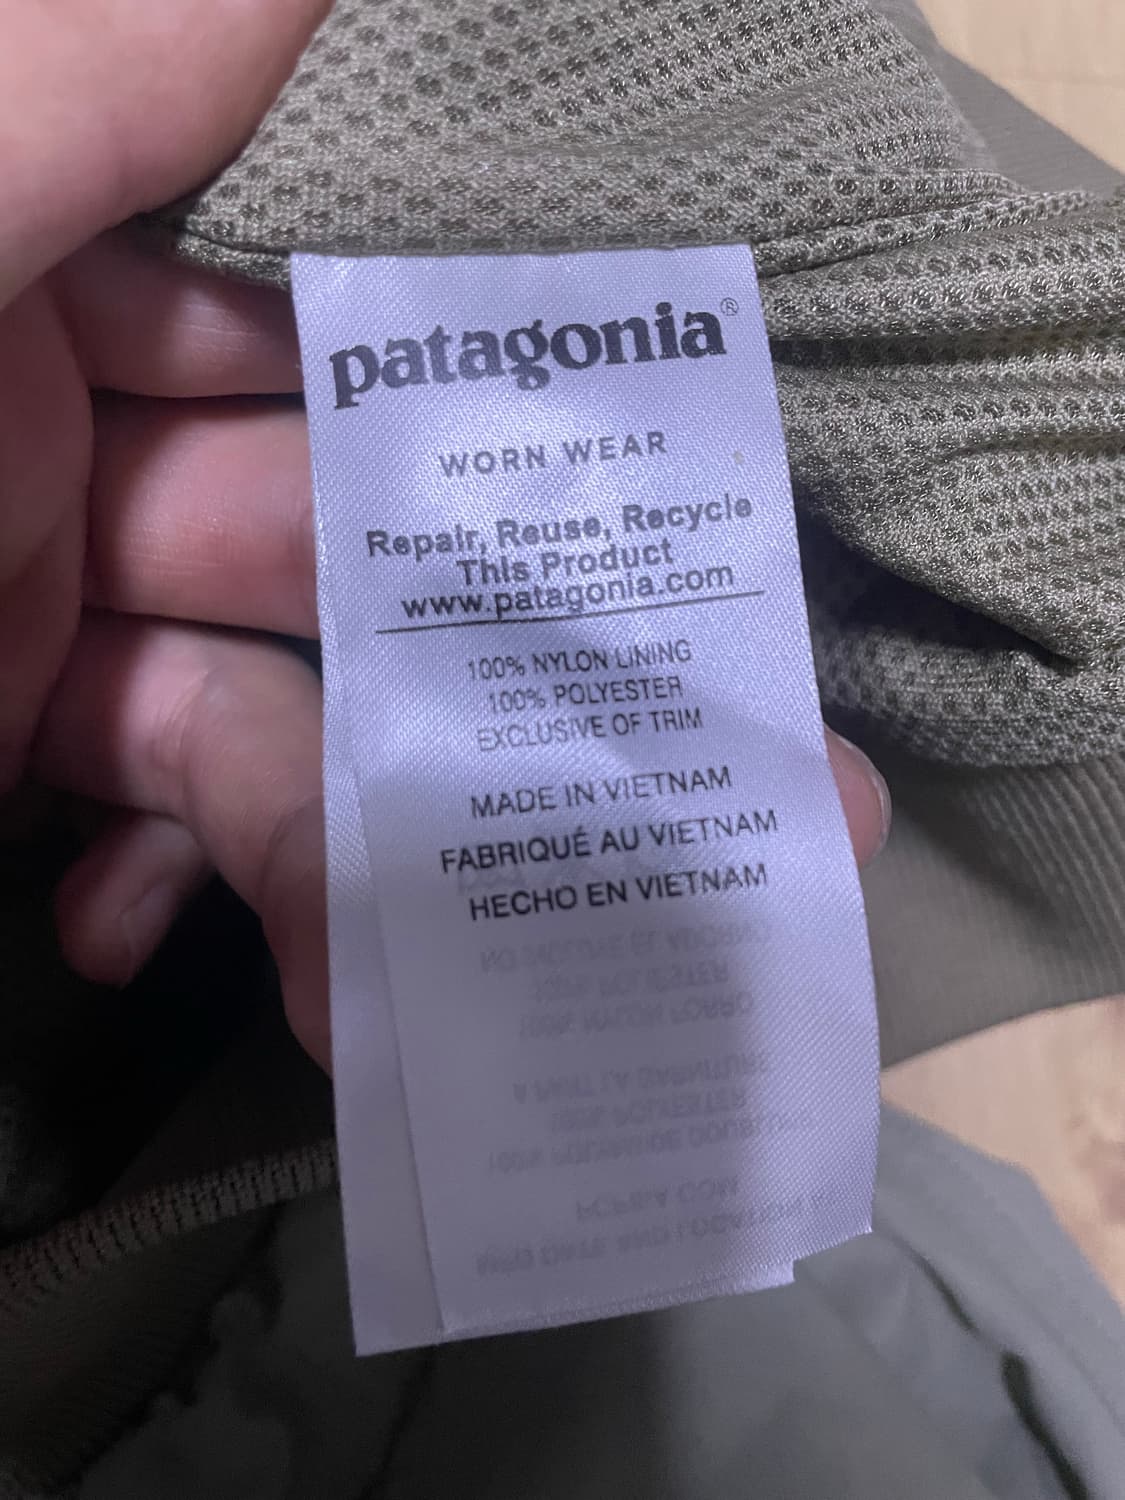 patagonia®
WORN WEAR
Repair, Reuse, Recycle
This Product
www.patagonia.com
100% NYLON LINING
100% POLYESTER
EXCLUSIVE OF TRIM
MADE IN VIETNAM
FABRIQUÉ AU VIETNAM
HECHO EN VIETNAM